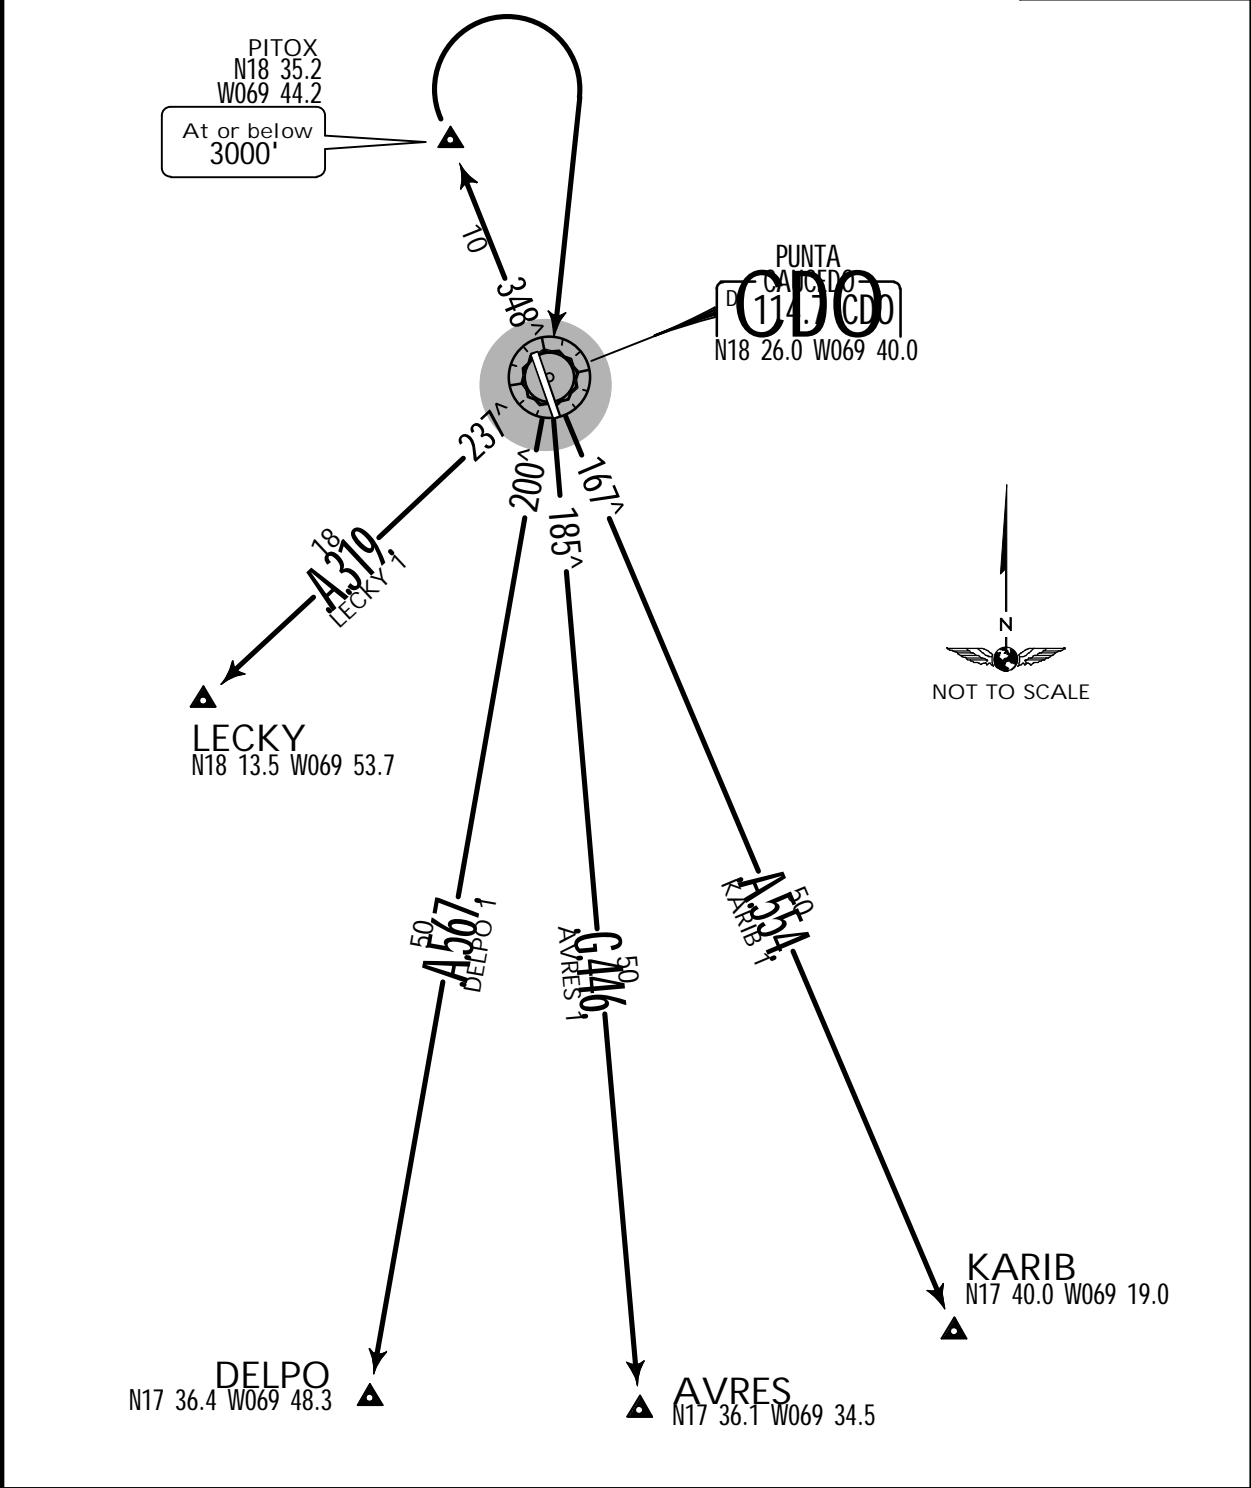 PITOX
N18 35.2
W069 44.2
At or below
3000'
10
348^
PUNTA
CAUCEDO
CDO
D 114.7 CDO
N18 26.0 W069 40.0
237^
200^
185^
167^
18
A319
LECKY 1
LECKY
N18 13.5 W069 53.7
N
NOT TO SCALE
50
A567
DELPO 1
50
G446
AVRES 1
50
A554
KARIB 1
KARIB
N17 40.0 W069 19.0
DELPO
N17 36.4 W069 48.3
AVRES
N17 36.1 W069 34.5